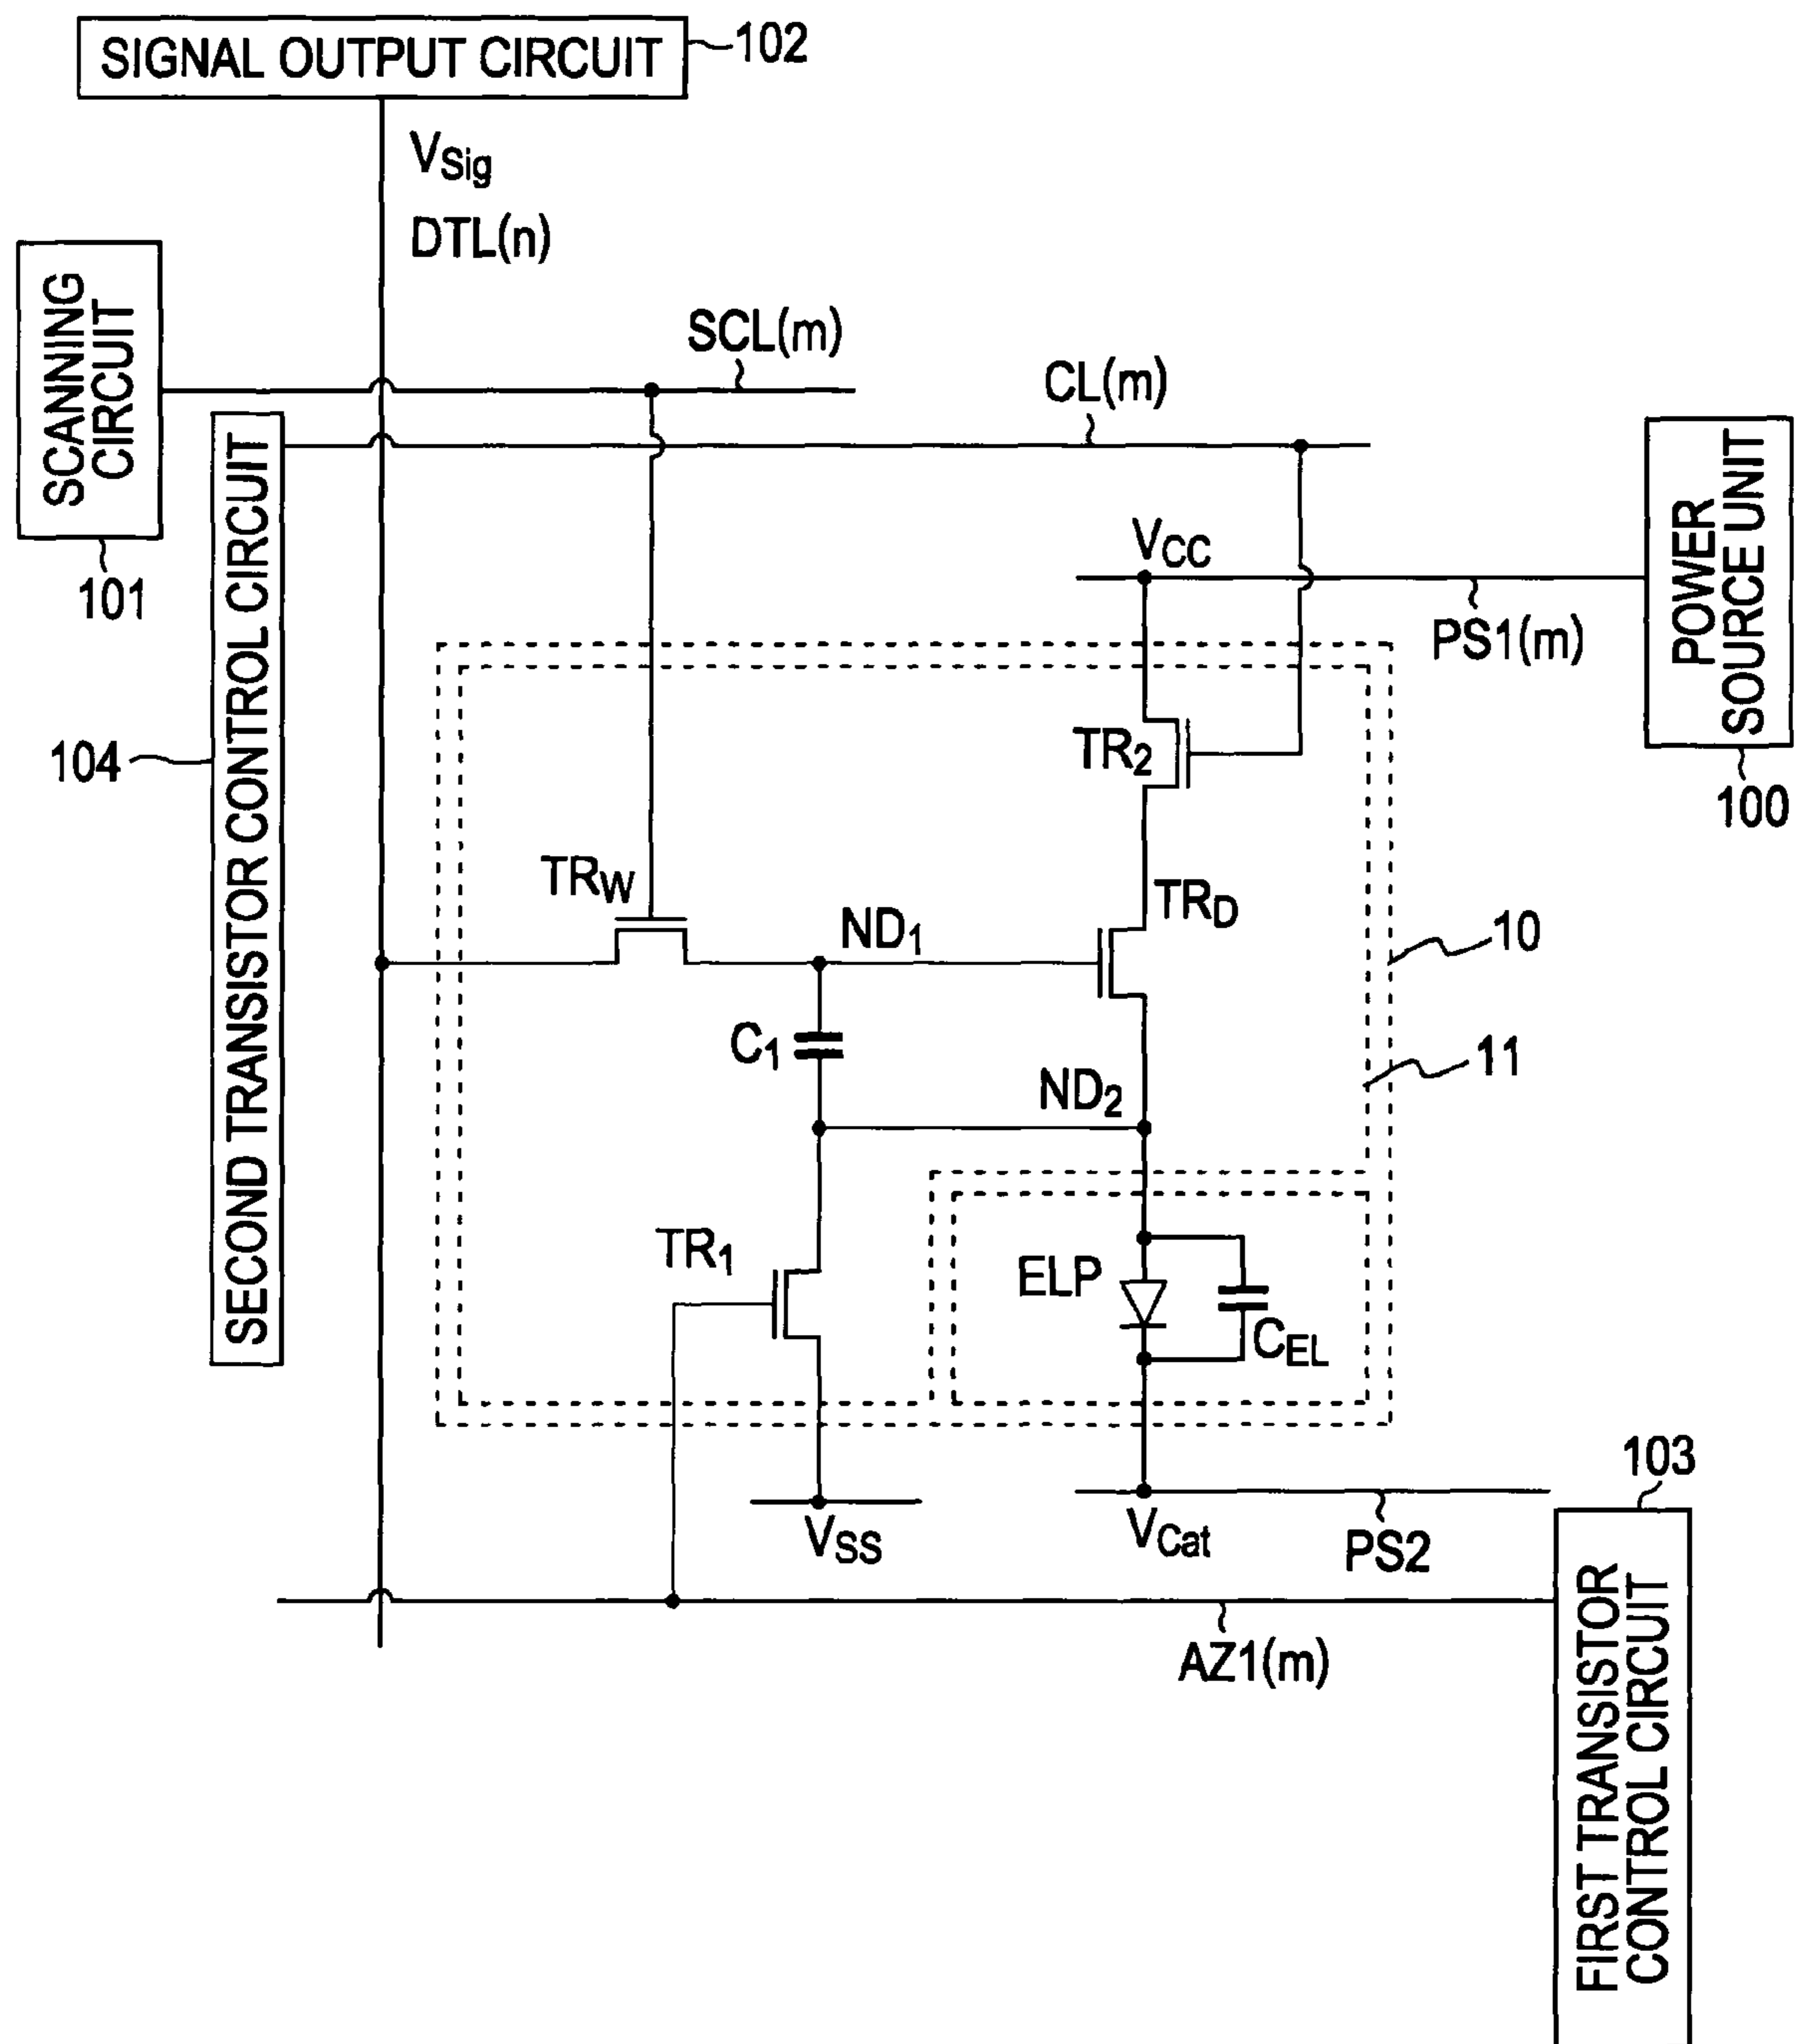 SIGNAL OUTPUT CIRCUIT
102
VSig
DTL(n)
SCANNING
CIRCUIT
101
SCL(m)
CL(m)
SECOND TRANSISTOR CONTROL CIRCUIT
104
VCC
PS1(m)
POWER
SOURCE UNIT
100
TR2
TRW
ND1
TRD
10
C1
11
ND2
TR1
ELP
CEL
VSS
VCat
PS2
103
AZ1(m)
FIRST TRANSISTOR
CONTROL CIRCUIT